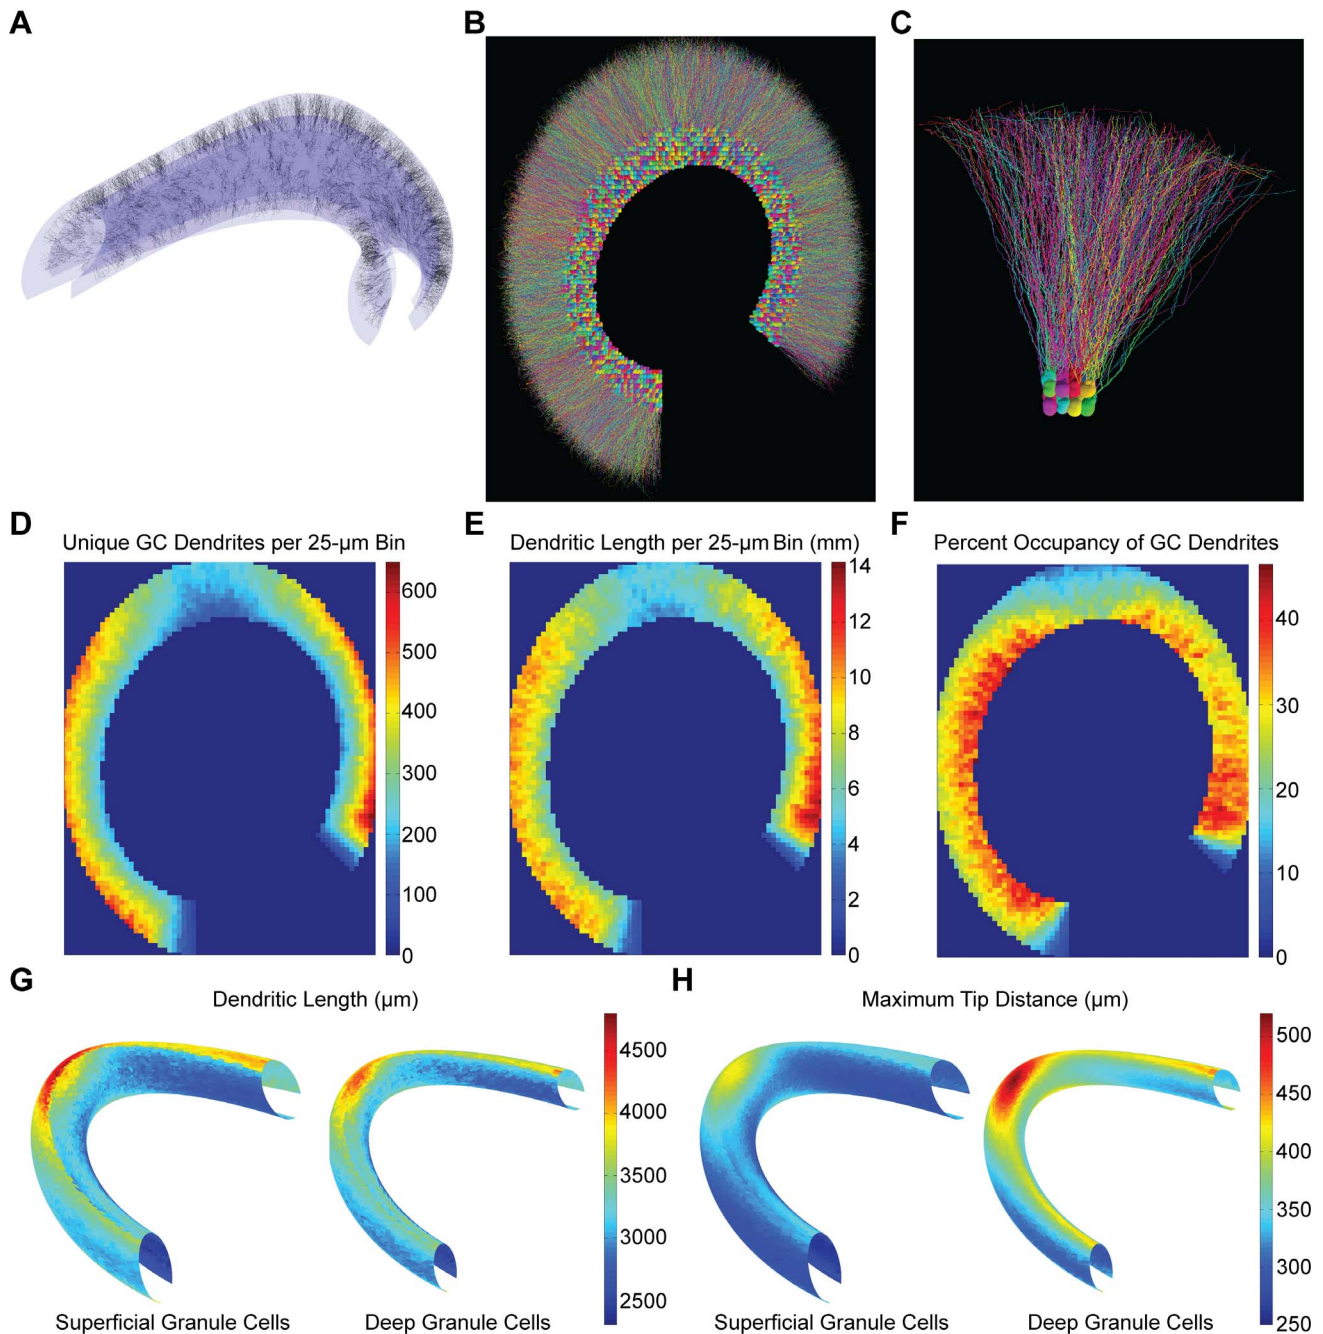 A
B
C
D
Unique GC Dendrites per 25-µm Bin
600
500
400
300
200
100
0
E
Dendritic Length per 25-µm Bin (mm)
14
12
10
8
6
4
2
0
F
Percent Occupancy of GC Dendrites
40
30
20
10
0
G
Dendritic Length (µm)
4500
4000
3500
3000
2500
Superficial Granule Cells
Deep Granule Cells
H
Maximum Tip Distance (µm)
500
450
400
350
300
250
Superficial Granule Cells
Deep Granule Cells